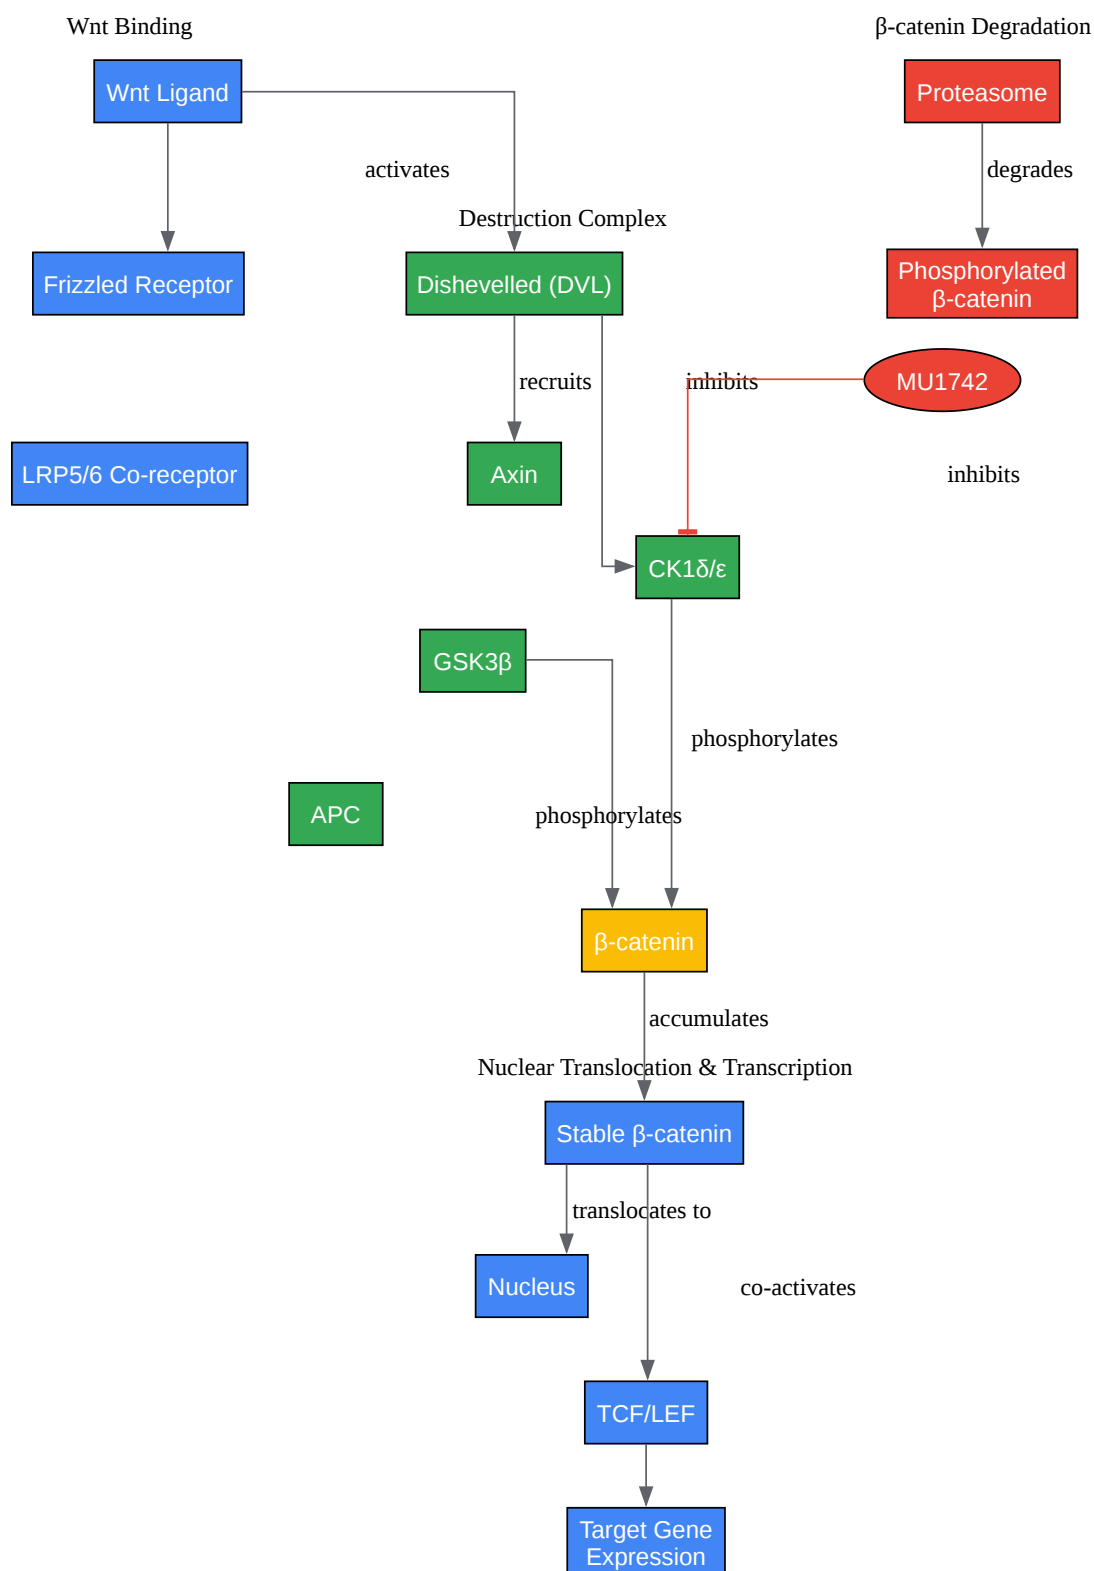 Wnt Binding
β-catenin Degradation
Wnt Ligand
Proteasome
activates
degrades
Destruction Complex
Frizzled Receptor
Dishevelled (DVL)
Phosphorylated
β-catenin
recruits
inhibits
MU1742
LRP5/6 Co-receptor
Axin
inhibits
CK1δ/ε
GSK3β
phosphorylates
APC
phosphorylates
β-catenin
accumulates
Nuclear Translocation & Transcription
Stable β-catenin
translocates to
Nucleus
co-activates
TCF/LEF
Target Gene
Expression